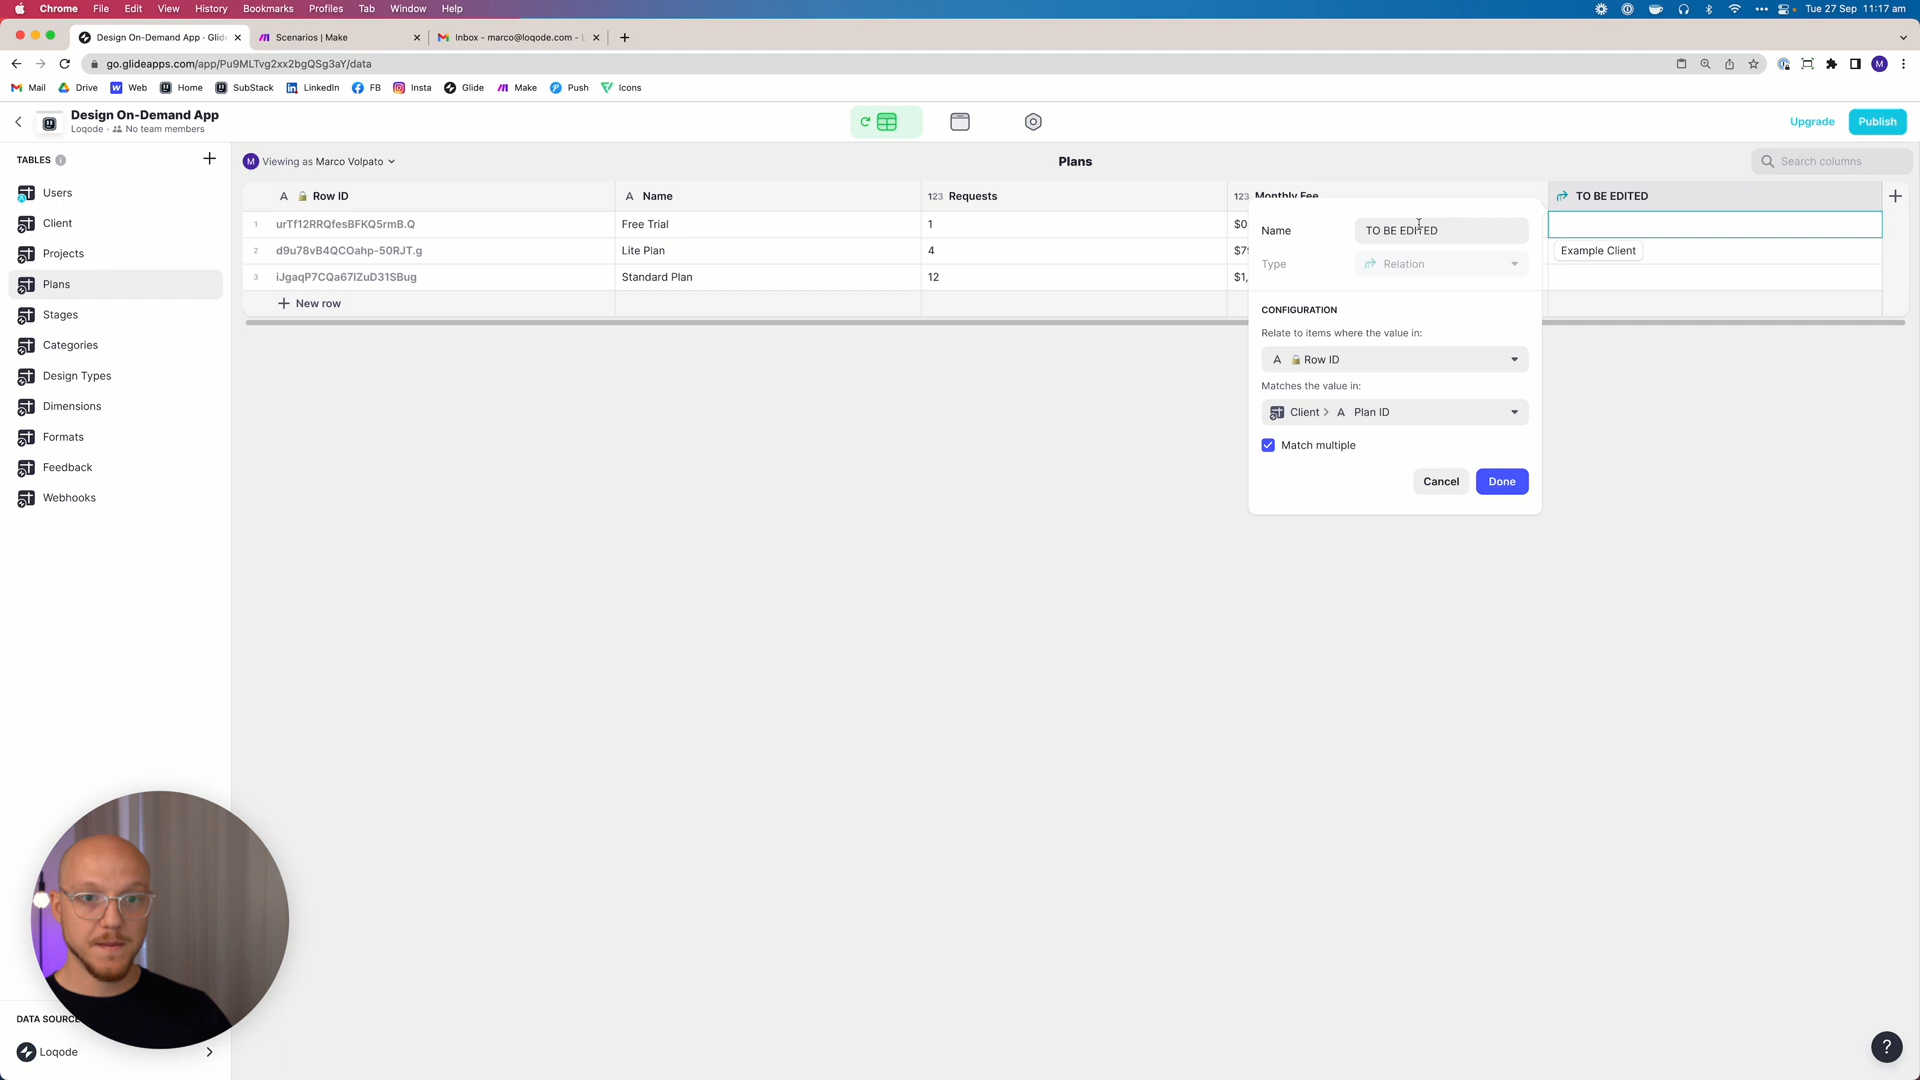 Chrome File Edit View History Bookmarks Profiles Tab Window Help Tue 27 Sep 11:17 am
Design On-Demand App · Glide Scenarios | Make Inbox - marco@loqode.com -
go.glideapps.com/app/Pu9MLTvg2xx2bgQSg3aY/data
Mail Drive Web Home SubStack LinkedIn FB Insta Glide Make Push Icons
Design On-Demand App
Loqode · No team members
Upgrade Publish
TABLES
Users
Client
Projects
Plans
Stages
Categories
Design Types
Dimensions
Formats
Feedback
Webhooks
DATA SOURC
Loqode
M Viewing as Marco Volpato
Plans
Search columns
A Row ID A Name 123 Requests 123 Monthly Fee TO BE EDITED
1 urTf12RRQfesBFKQ5rmB.Q Free Trial 1 $0
2 d9u78vB4QCOahp-50RJT.g Lite Plan 4 $79 Example Client
3 iJgaqP7CQa67IZuD31SBug Standard Plan 12 $1,
New row
Name TO BE EDITED
Type Relation
CONFIGURATION
Relate to items where the value in:
A Row ID
Matches the value in:
Client A Plan ID
Match multiple
Cancel Done
?